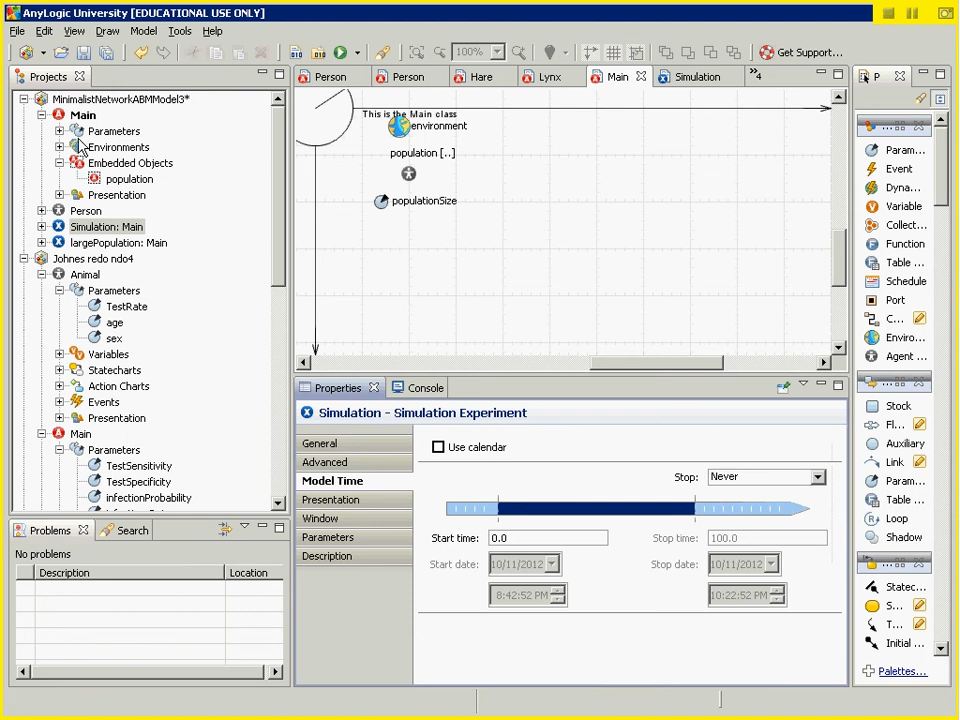 AnyLogic University [EDUCATIONAL USE ONLY]
File Edit View Draw Model Tools Help
100% Get Support...
Projects
Person Person Hare Lynx Main Simulation 4 P
MinimalistNetworkABMModel3*
Main
Parameters
Environments
Embedded Objects
population
Presentation
Person
Simulation: Main
largePopulation: Main
Johnes redo ndo4
Animal
Parameters
TestRate
age
sex
Variables
Statecharts
Action Charts
Events
Presentation
Main
Parameters
TestSensitivity
TestSpecificity
infectionProbability
This is the Main class
environment
population [..]
populationSize
Param...
Event
Dyna...
Variable
Collect...
Function
Table ...
Schedule
Port
C...
Enviro...
Agent ...
Stock
Fl...
Auxiliary
Link
Param...
Table ...
Loop
Shadow
Statec...
S...
T...
Initial ...
Palettes...
Properties Console
Simulation - Simulation Experiment
General
Advanced
Model Time
Presentation
Window
Parameters
Description
Use calendar
Stop: Never
Start time: 0.0 Stop time: 100.0
Start date: 10/11/2012 Stop date: 10/11/2012
8:42:52 PM 10:22:52 PM
Problems Search
No problems
Description Location